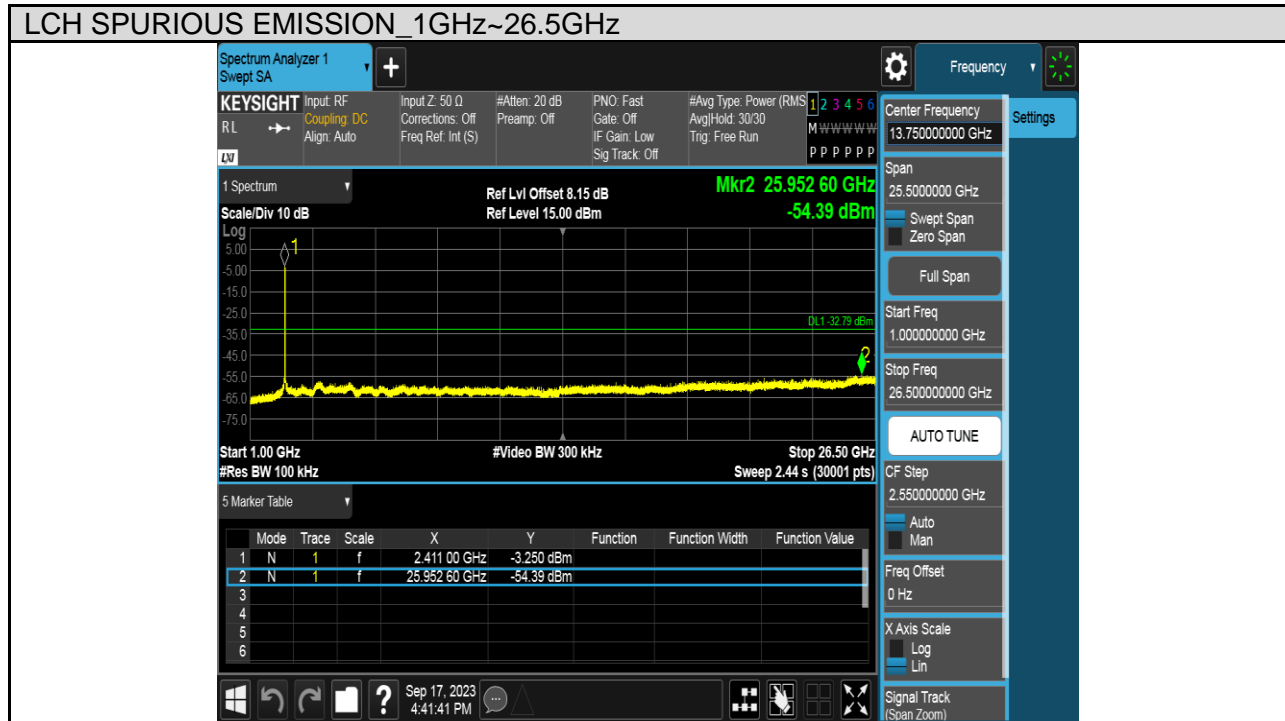 LCH SPURIOUS EMISSION_1GHz~26.5GHz
Spectrum Analyzer 1
Swept SA
+
Frequency
KEYSIGHT
RL
LXI
Input: RF
Coupling: DC
Align: Auto
Input Z: 50 Ω
Corrections: Off
Freq Ref: Int (S)
#Atten: 20 dB
Preamp: Off
PNO: Fast
Gate: Off
IF Gain: Low
Sig Track: Off
#Avg Type: Power (RMS
Avg|Hold: 30/30
Trig: Free Run
1 2 3 4 5 6
M W W W W W
P P P P P P
1 Spectrum
Scale/Div 10 dB
Ref Lvl Offset 8.15 dB
Ref Level 15.00 dBm
Mkr2 25.952 60 GHz
-54.39 dBm
Log
5.00
-5.00
-15.0
-25.0
-35.0
-45.0
-55.0
-65.0
-75.0
1
DL1 -32.79 dBm
2
Start 1.00 GHz
#Res BW 100 kHz
#Video BW 300 kHz
Stop 26.50 GHz
Sweep 2.44 s (30001 pts)
5 Marker Table
Mode Trace Scale X Y Function Function Width Function Value
1 N 1 f 2.411 00 GHz -3.250 dBm
2 N 1 f 25.952 60 GHz -54.39 dBm
3
4
5
6
?
Sep 17, 2023
4:41:41 PM
Center Frequency
13.750000000 GHz
Settings
Span
25.5000000 GHz
Swept Span
Zero Span
Full Span
Start Freq
1.000000000 GHz
Stop Freq
26.500000000 GHz
AUTO TUNE
CF Step
2.550000000 GHz
Auto
Man
Freq Offset
0 Hz
X Axis Scale
Log
Lin
Signal Track
(Span Zoom)